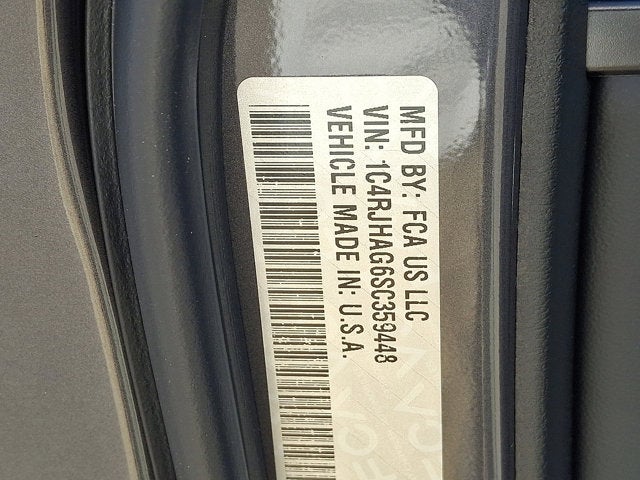 MFD BY: FCA US LLC
VIN: 1C4RJHAG6SC359448
VEHICLE MADE IN: U.S.A.